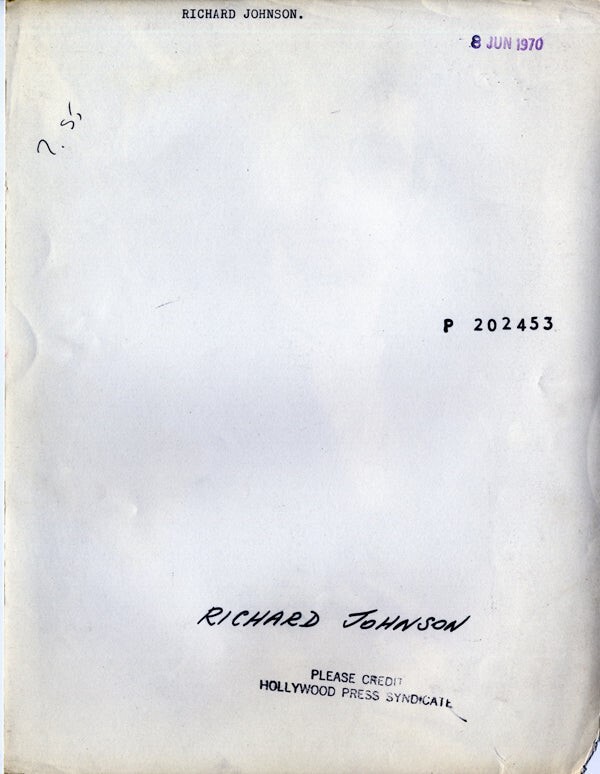 RICHARD JOHNSON.
8 JUN 1970
P 202453
RICHARD JOHNSON
PLEASE CREDIT
HOLLYWOOD PRESS SYNDICATE